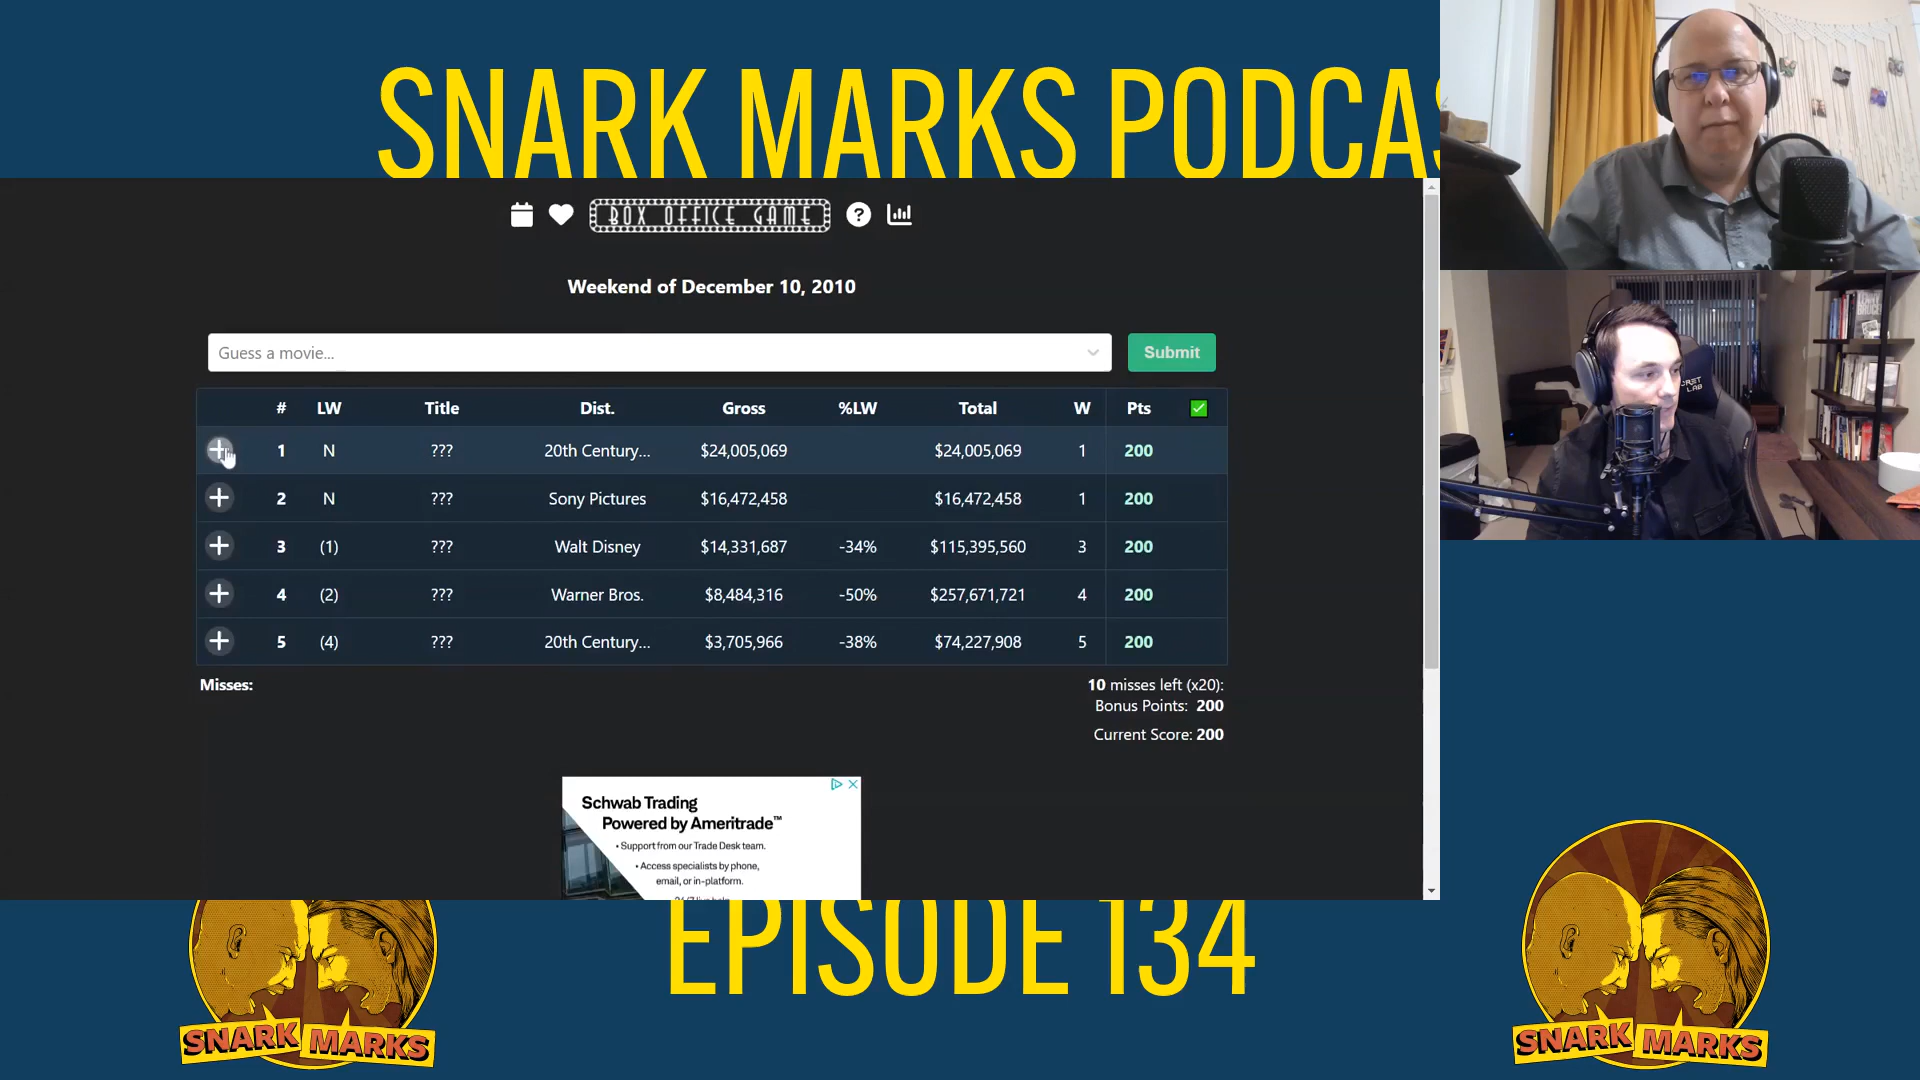 SNARK MARKS PODCAS
BOX OFFICE GAME
?
Weekend of December 10, 2010
Guess a movie...
Submit
# LW Title Dist. Gross %LW Total W Pts
1 N ??? 20th Century... $24,005,069 $24,005,069 1 200
2 N ??? Sony Pictures $16,472,458 $16,472,458 1 200
3 (1) ??? Walt Disney $14,331,687 -34% $115,395,560 3 200
4 (2) ??? Warner Bros. $8,484,316 -50% $257,671,721 4 200
5 (4) ??? 20th Century... $3,705,966 -38% $74,227,908 5 200
Misses:
10 misses left (x20):
Bonus Points: 200
Current Score: 200
Schwab Trading
Powered by Ameritrade™
• Support from our Trade Desk team.
• Access specialists by phone,
email, or in-platform.
EPISODE 134
SNARK MARKS
SNARK MARKS